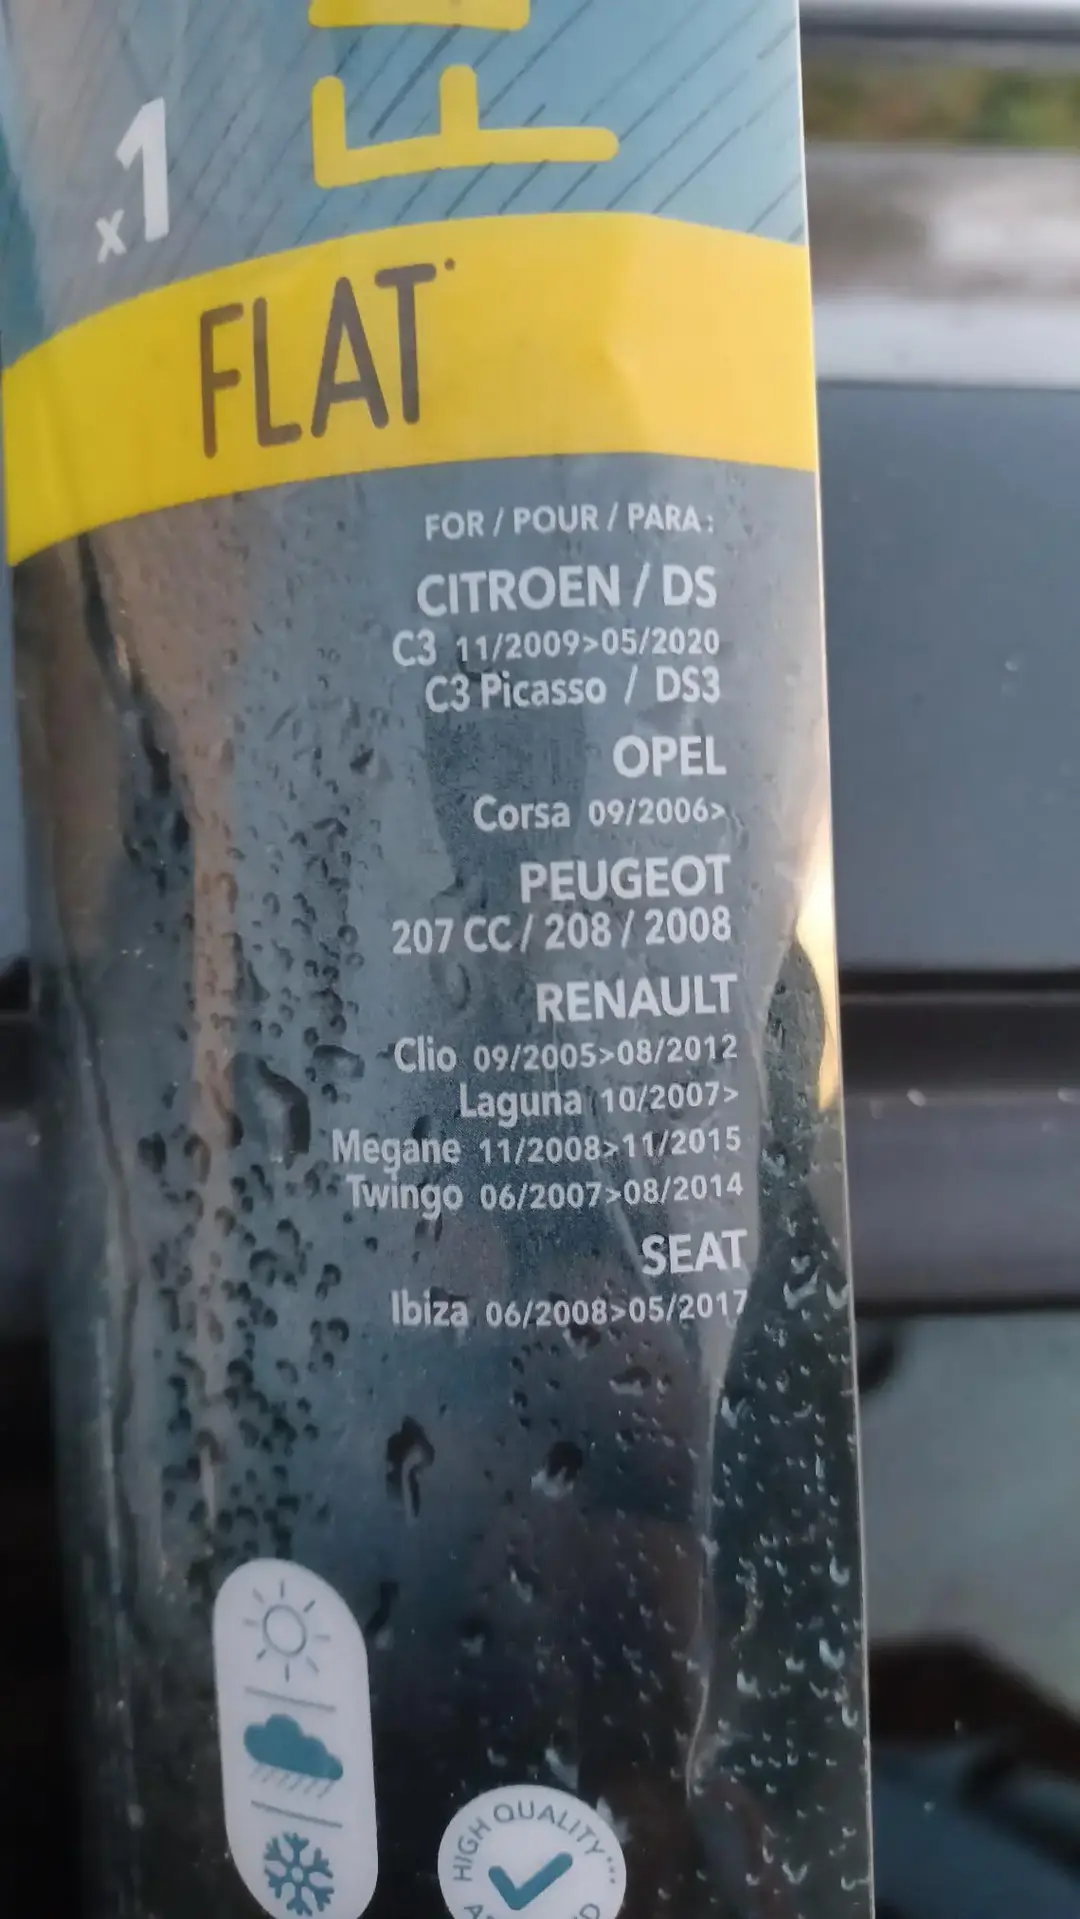 x1
FLAT*
FOR / POUR / PARA :
CITROEN / DS
C3 11/2009>05/2020
C3 Picasso / DS3
OPEL
Corsa 09/2006>
PEUGEOT
207 CC / 208 / 2008
RENAULT
Clio 09/2005>08/2012
Laguna 10/2007>
Megane 11/2008>11/2015
Twingo 06/2007>08/2014
SEAT
Ibiza 06/2008>05/2017
HIGH QUALITY***